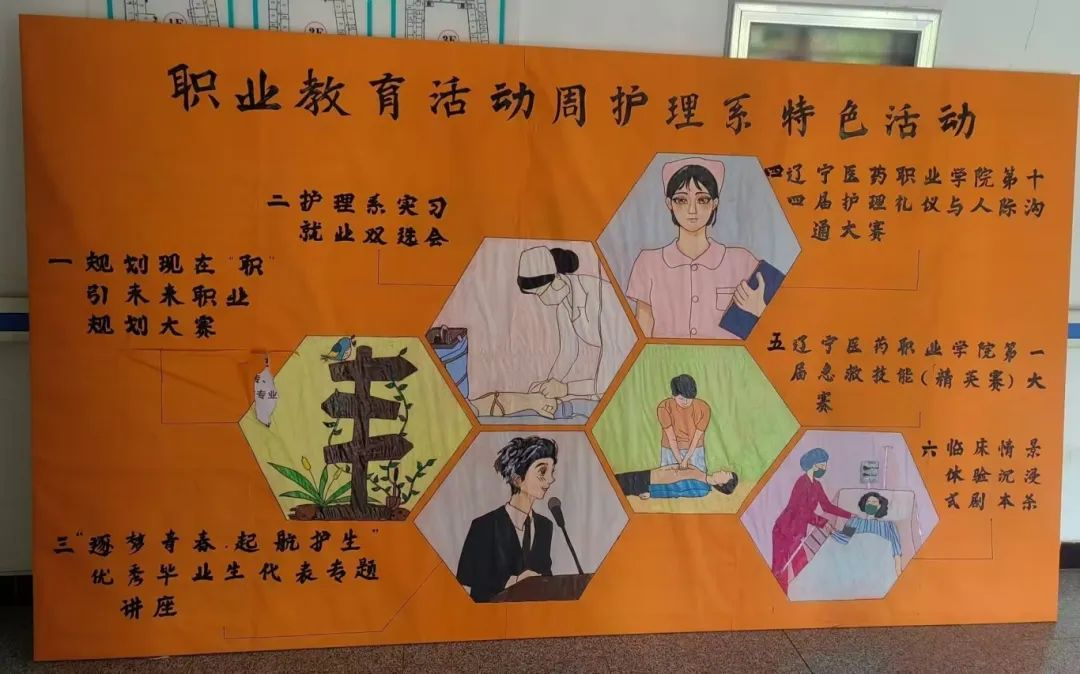 职业教育活动周护理系特色活动
一 规划现在“职”
引未来职业
规划大赛
二 护理系实习
就业双选会
三“逐梦青春·起航护生”
优秀毕业生代表专题
讲座
四 辽宁医药职业学院第十
四届护理礼仪与人际沟
通大赛
五 辽宁医药职业学院第一
届急救技能(精英赛)大
赛
六 临床情景
体验沉浸
式剧本杀
专业
1F
3F